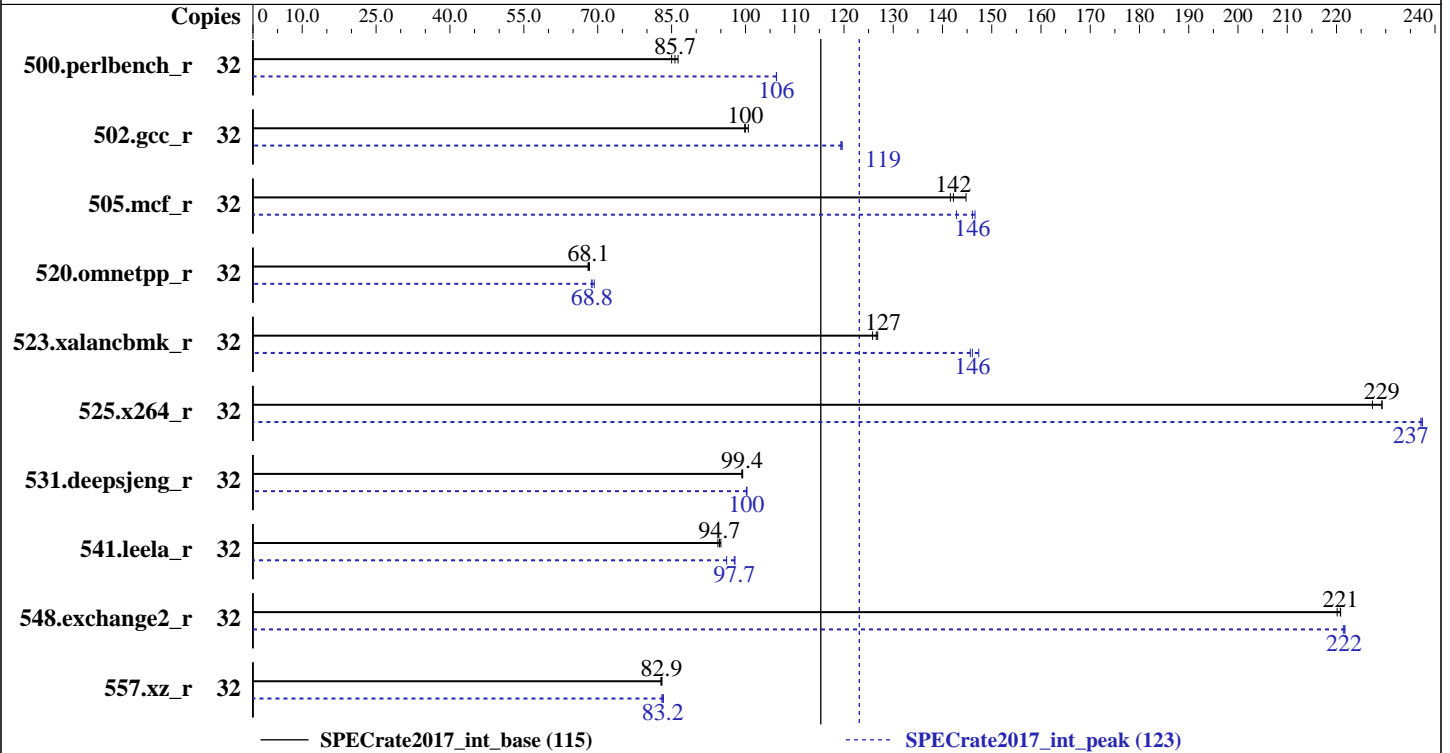 Copies 0 10.0 25.0 40.0 55.0 70.0 85.0 100 110 120 130 140 150 160 170 180 190 200 210 220 240
85.7
500.perlbench_r 32
106
100
502.gcc_r 32
119
142
505.mcf_r 32
146
68.1
520.omnetpp_r 32
68.8
127
523.xalancbmk_r 32
146
229
525.x264_r 32
237
99.4
531.deepsjeng_r 32
100
94.7
541.leela_r 32
97.7
221
548.exchange2_r 32
222
82.9
557.xz_r 32
83.2
SPECrate2017_int_base (115) SPECrate2017_int_peak (123)